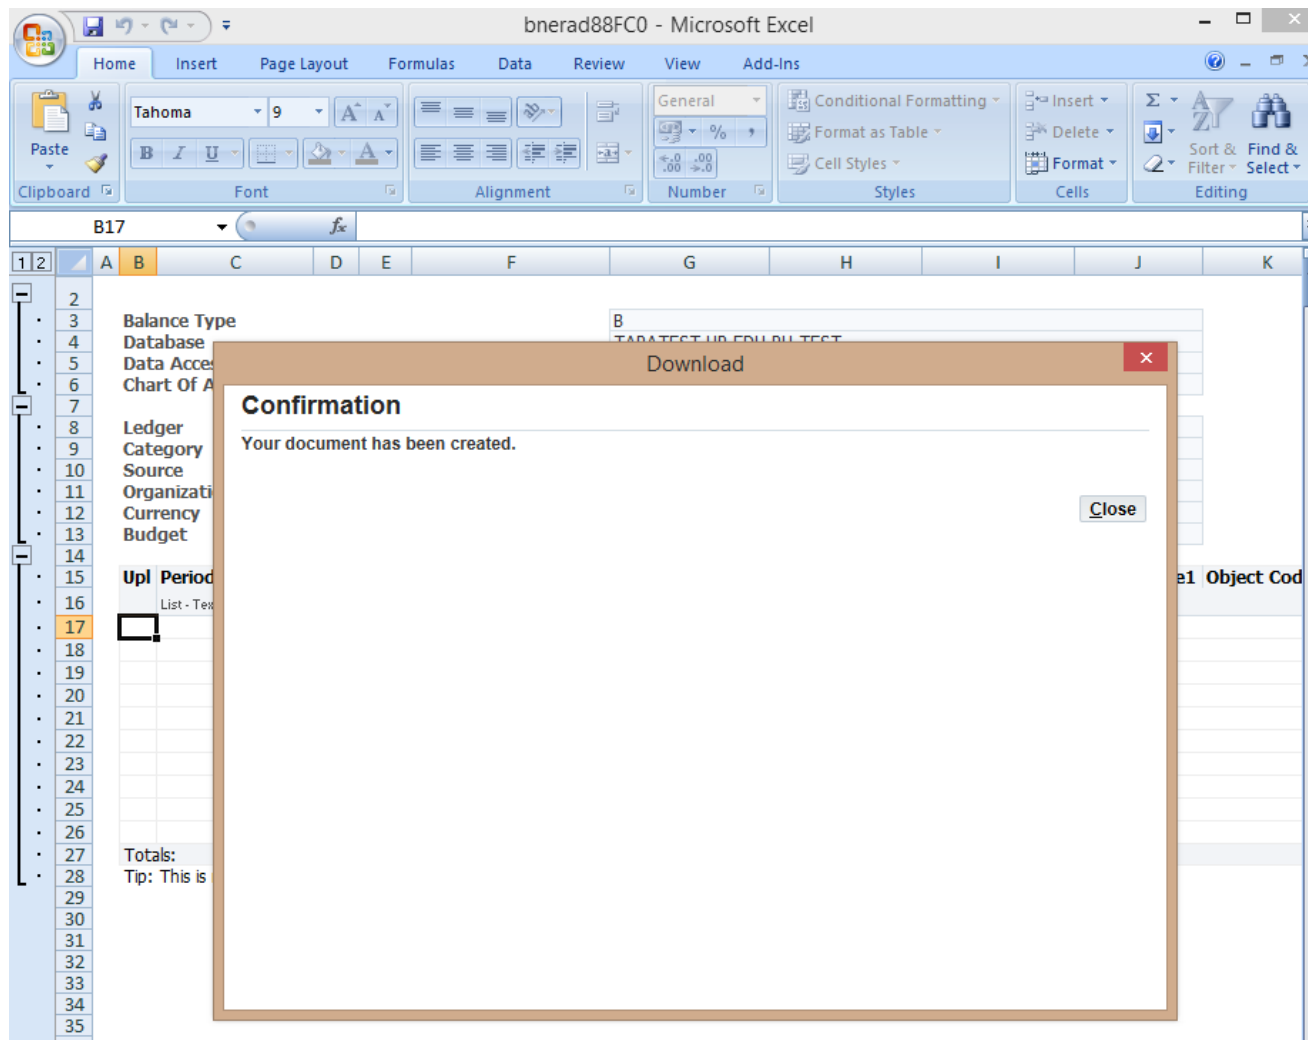 bnerad88FC0 - Microsoft Excel
Home Insert Page Layout Formulas Data Review View Add-Ins
Paste
Tahoma 9 A A
B I U A
General
% ,
.0 .00
.00 .0
Conditional Formatting
Format as Table
Cell Styles
Insert
Delete
Format
Σ
A
Z
Sort & Filter
Find & Select
Clipboard Font Alignment Number Styles Cells Editing
B17 fx
1 2 A B C D E F G H I J K
2
3 Balance Type B
4 Database
5 Data Acce
6 Chart Of A
7
8 Ledger
9 Category
10 Source
11 Organizati
12 Currency
13 Budget
14
15 Upl Period e1 Object Cod
16 List - Tex
17
18
19
20
21
22
23
24
25
26
27 Totals:
28 Tip: This is
29
30
31
32
33
34
35
Download
Confirmation
Your document has been created.
Close